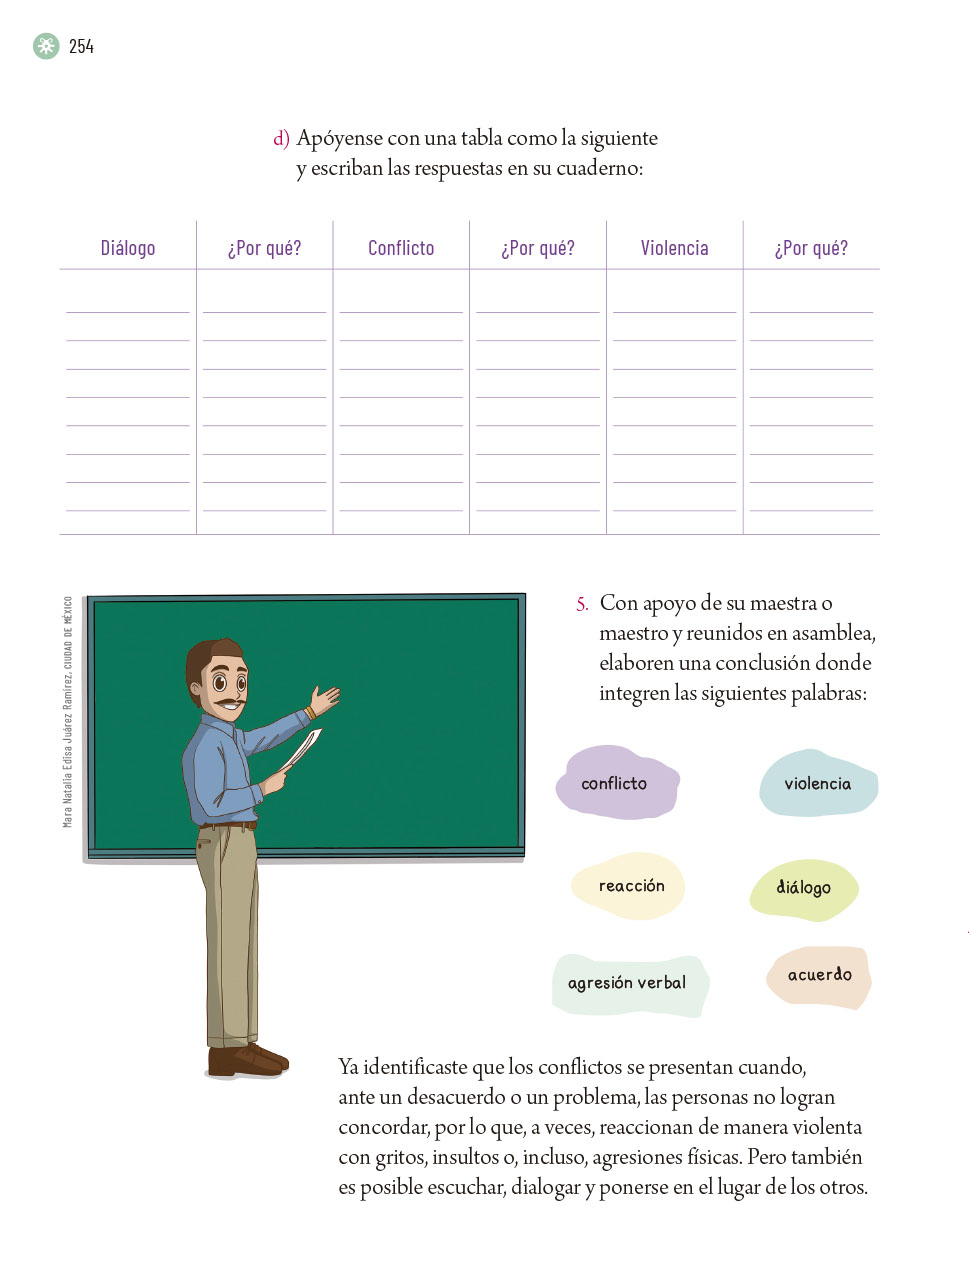 254
d) Apóyense con una tabla como la siguiente
y escriban las respuestas en su cuaderno:
Diálogo ¿Por qué? Conflicto ¿Por qué? Violencia ¿Por qué?
Mara Natalia Edisa Juárez Ramírez, CIUDAD DE MÉXICO
5. Con apoyo de su maestra o
maestro y reunidos en asamblea,
elaboren una conclusión donde
integren las siguientes palabras:
conflicto violencia
reacción diálogo
agresión verbal acuerdo
Ya identificaste que los conflictos se presentan cuando,
ante un desacuerdo o un problema, las personas no logran
concordar, por lo que, a veces, reaccionan de manera violenta
con gritos, insultos o, incluso, agresiones físicas. Pero también
es posible escuchar, dialogar y ponerse en el lugar de los otros.